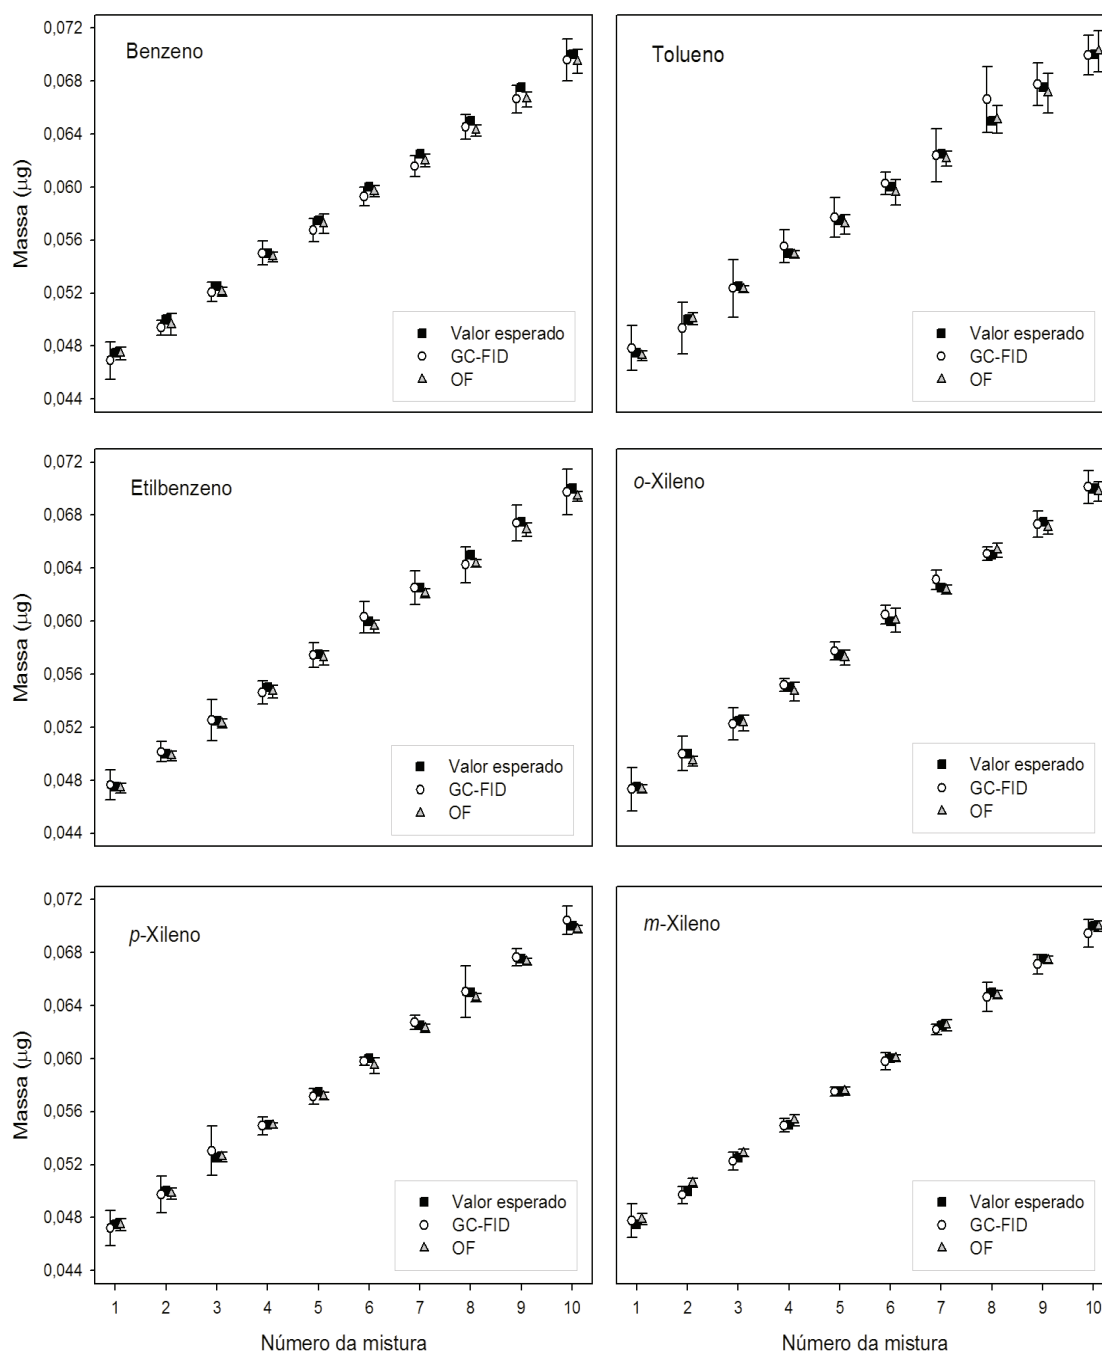 Benzeno
Massa (µg)
0,072
0,068
0,064
0,060
0,056
0,052
0,048
0,044
Valor esperado
GC-FID
OF
Tolueno
Valor esperado
GC-FID
OF
Etilbenzeno
Massa (µg)
0,072
0,068
0,064
0,060
0,056
0,052
0,048
0,044
Valor esperado
GC-FID
OF
o-Xileno
Valor esperado
GC-FID
OF
p-Xileno
Massa (µg)
0,072
0,068
0,064
0,060
0,056
0,052
0,048
0,044
Valor esperado
GC-FID
OF
1 2 3 4 5 6 7 8 9 10
Número da mistura
m-Xileno
Valor esperado
GC-FID
OF
1 2 3 4 5 6 7 8 9 10
Número da mistura